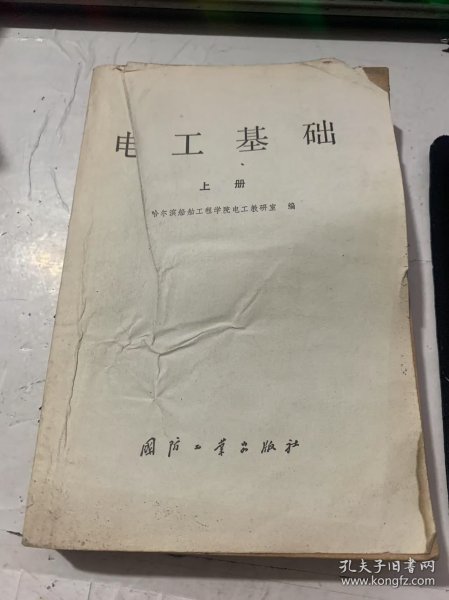 电工基础
上册
哈尔滨船舶工程学院电工教研室 编
国防工业出版社
孔夫子旧书网
www.kongfz.com